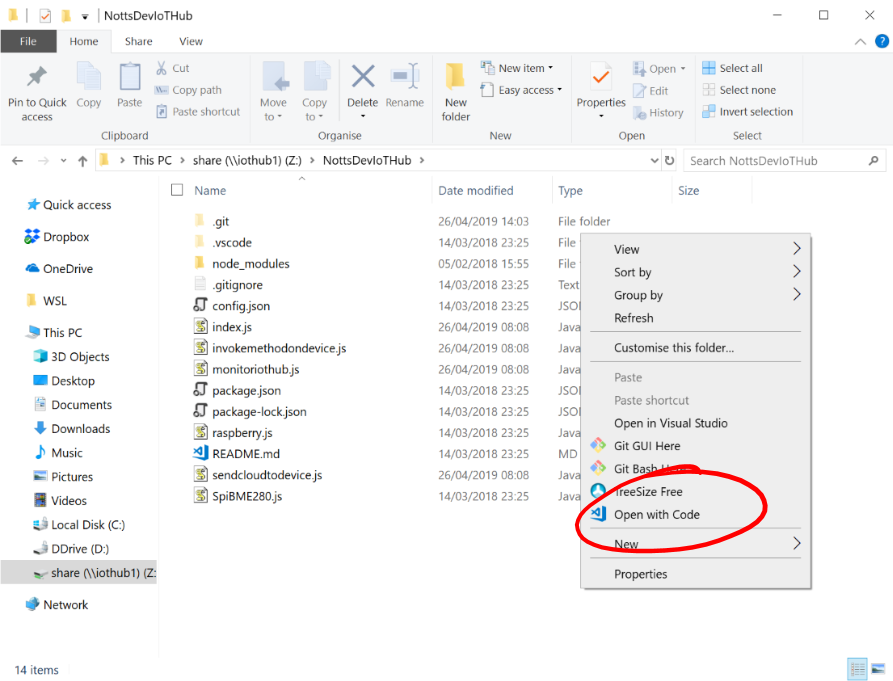 NottsDevIoTHub
File Home Share View
Pin to Quick access
Copy
Paste
Cut
Copy path
Paste shortcut
Clipboard
Move to
Copy to
Delete
Rename
Organise
New folder
New item
Easy access
New
Properties
Open
Edit
History
Open
Select all
Select none
Invert selection
Select
This PC > share (\\iothub1) (Z:) > NottsDevIoTHub >
Search NottsDevIoTHub
Quick access
Dropbox
OneDrive
WSL
This PC
3D Objects
Desktop
Documents
Downloads
Music
Pictures
Videos
Local Disk (C:)
DDrive (D:)
share (\\iothub1) (Z:
Network
Name Date modified Type Size
.git 26/04/2019 14:03 File folder
.vscode 14/03/2018 23:25 File
node_modules 05/02/2018 15:55 File
.gitignore 14/03/2018 23:25 Text
config.json 14/03/2018 23:25 JSO
index.js 26/04/2019 08:08 Java
invokemethodondevice.js 26/04/2019 08:08 Java
monitoriothub.js 26/04/2019 08:08 Java
package.json 14/03/2018 23:25 JSO
package-lock.json 14/03/2018 23:25 JSO
raspberry.js 14/03/2018 23:25 Java
README.md 14/03/2018 23:25 MD
sendcloudtodevice.js 26/04/2019 08:08 Java
SpiBME280.js 14/03/2018 23:25 Java
View
Sort by
Group by
Refresh
Customise this folder...
Paste
Paste shortcut
Open in Visual Studio
Git GUI Here
Git Bash Here
TreeSize Free
Open with Code
New
Properties
14 items